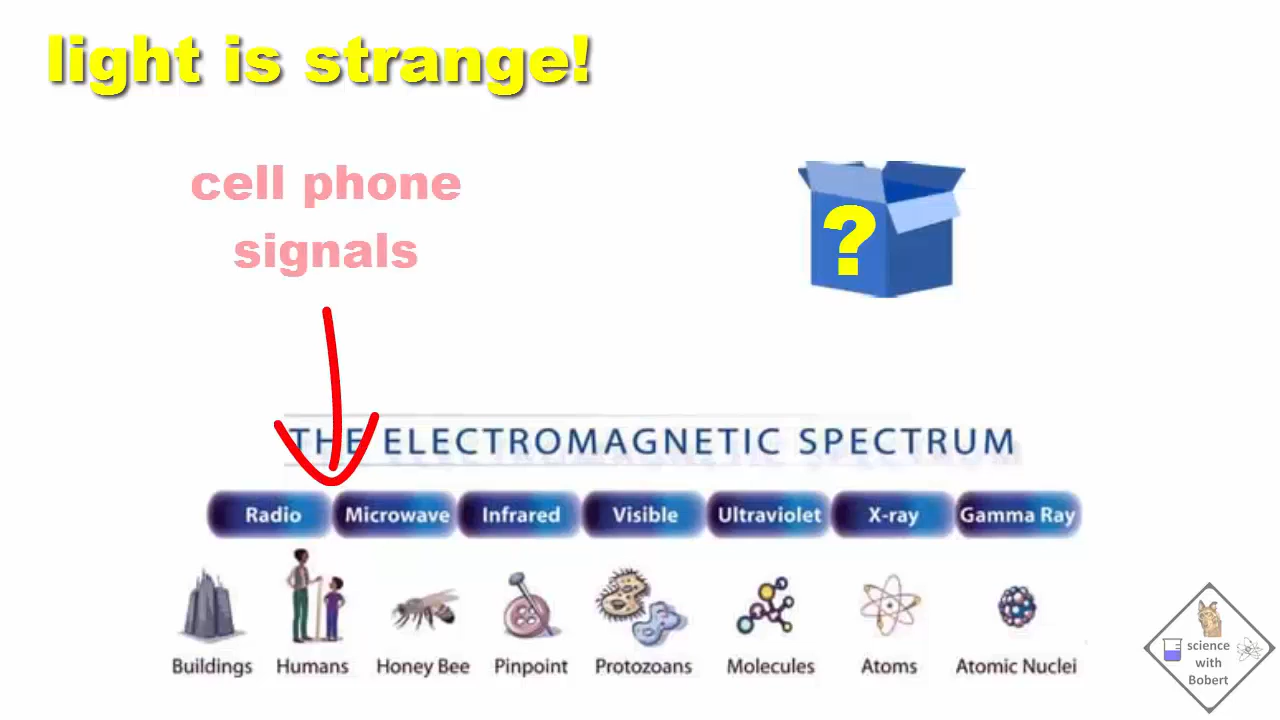 light is strange!
cell phone
signals
?
THE ELECTROMAGNETIC SPECTRUM
Radio Microwave Infrared Visible Ultraviolet X-ray Gamma Ray
Buildings Humans Honey Bee Pinpoint Protozoans Molecules Atoms Atomic Nuclei
science
with
Bobert